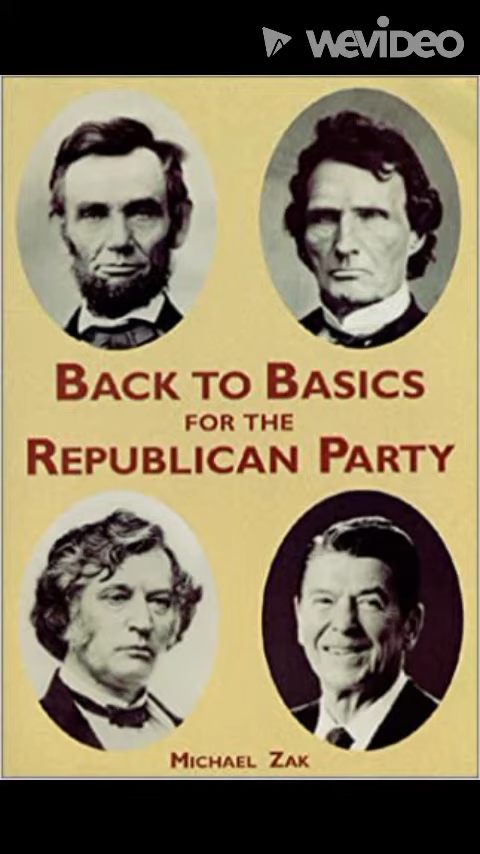 WEVIDEO
BACK TO BASICS
FOR THE
REPUBLICAN PARTY
MICHAEL ZAK